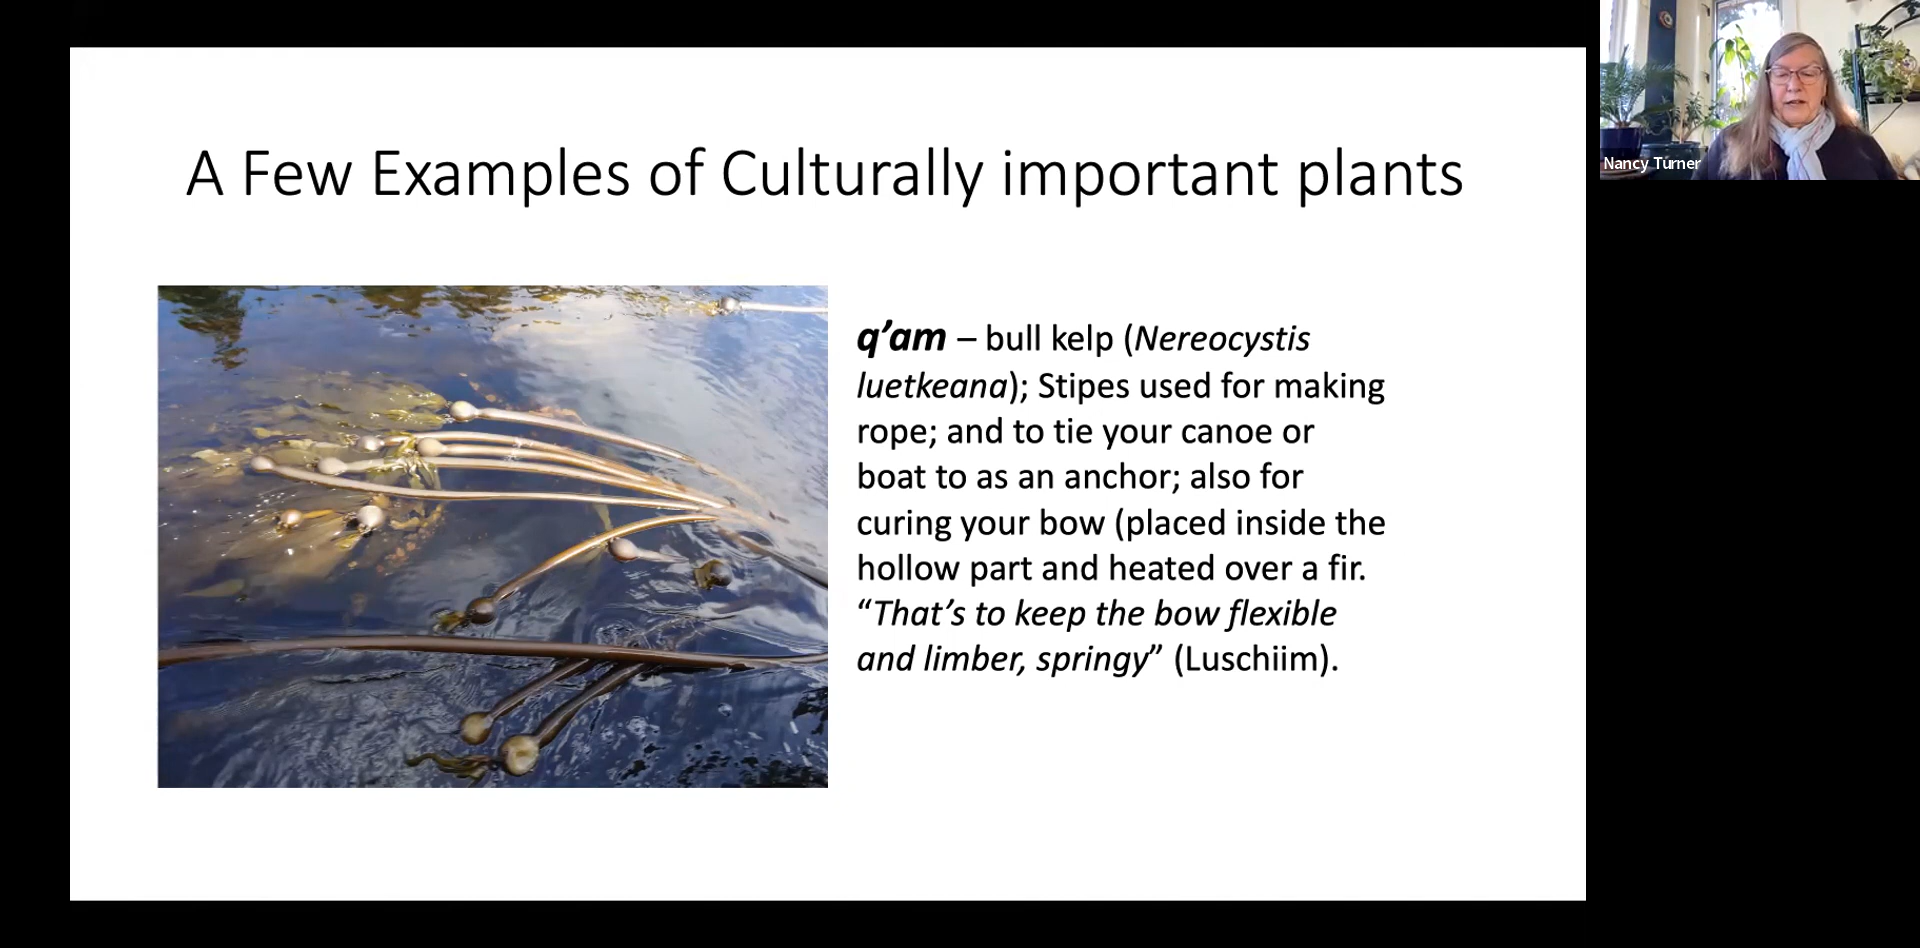 A Few Examples of Culturally important plants
q’am – bull kelp (Nereocystis
luetkeana); Stipes used for making
rope; and to tie your canoe or
boat to as an anchor; also for
curing your bow (placed inside the
hollow part and heated over a fir.
“That’s to keep the bow flexible
and limber, springy” (Luschiim).
Nancy Turner